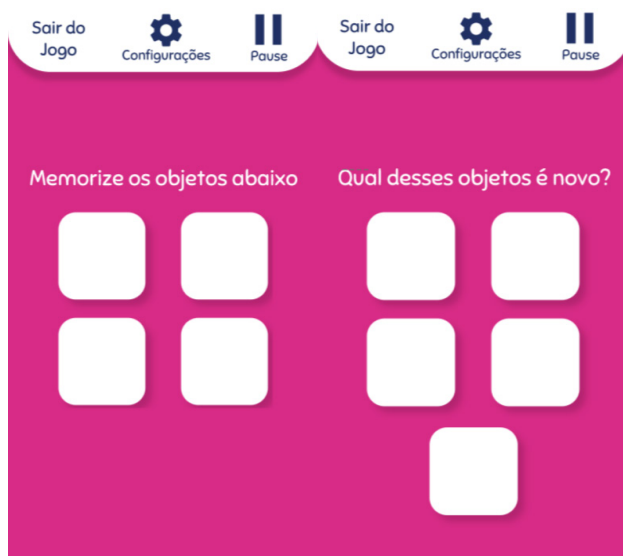 Sair do
Jogo
Configurações
Pause
Memorize os objetos abaixo
Sair do
Jogo
Configurações
Pause
Qual desses objetos é novo?